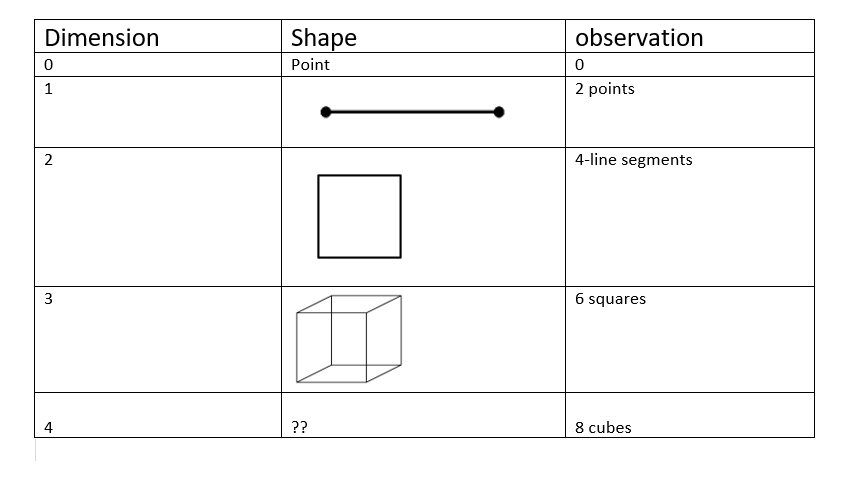 Dimension Shape observation
0 Point 0
1 2 points
2 4-line segments
3 6 squares
4 ?? 8 cubes